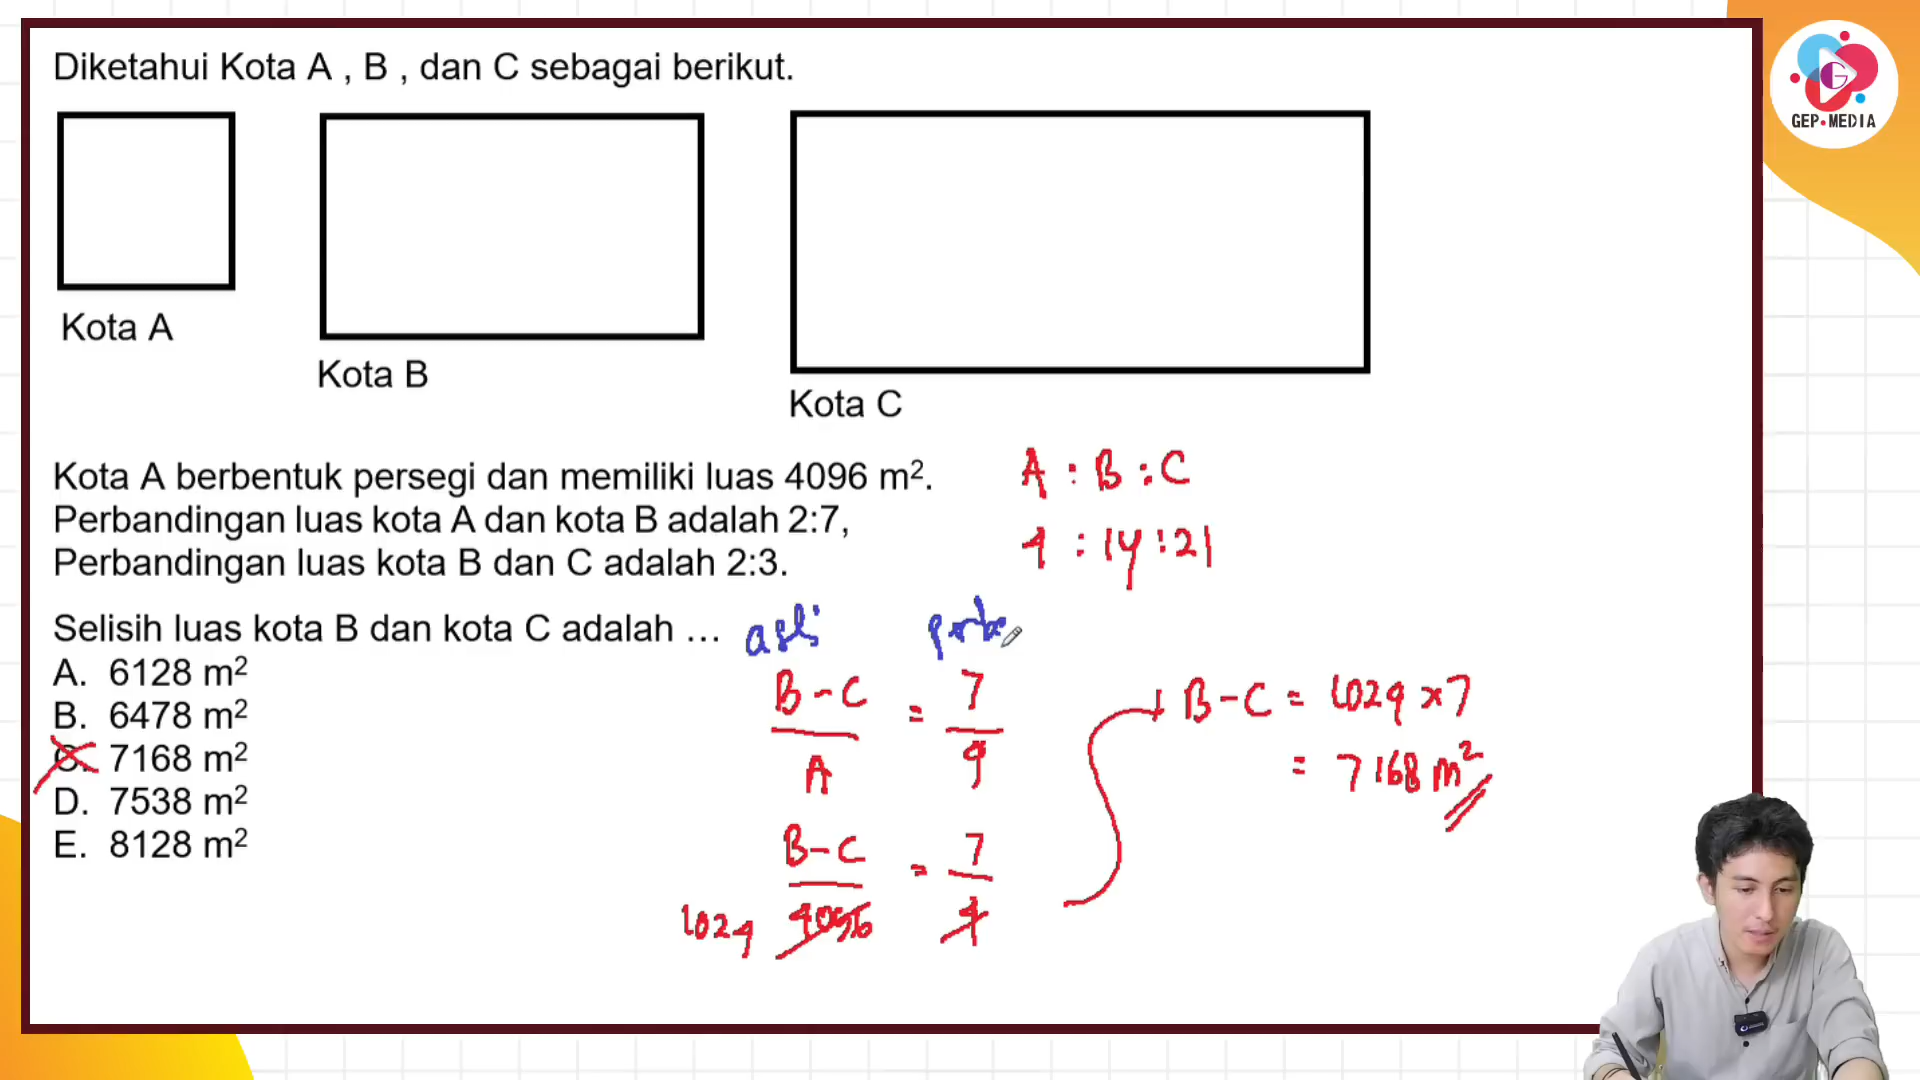 Diketahui Kota A , B , dan C sebagai berikut.
GEP•MEDIA
Kota A
Kota B
Kota C
Kota A berbentuk persegi dan memiliki luas 4096 m².
Perbandingan luas kota A dan kota B adalah 2:7,
Perbandingan luas kota B dan C adalah 2:3.
A : B : C
4 : 14 : 21
Selisih luas kota B dan kota C adalah ...
A. 6128 m²
B. 6478 m²
C. 7168 m²
D. 7538 m²
E. 8128 m²
asli
B-C = 7
A 4
B-C = 7
1024 4096 4
B-C = 1024 x 7
= 7168 m²